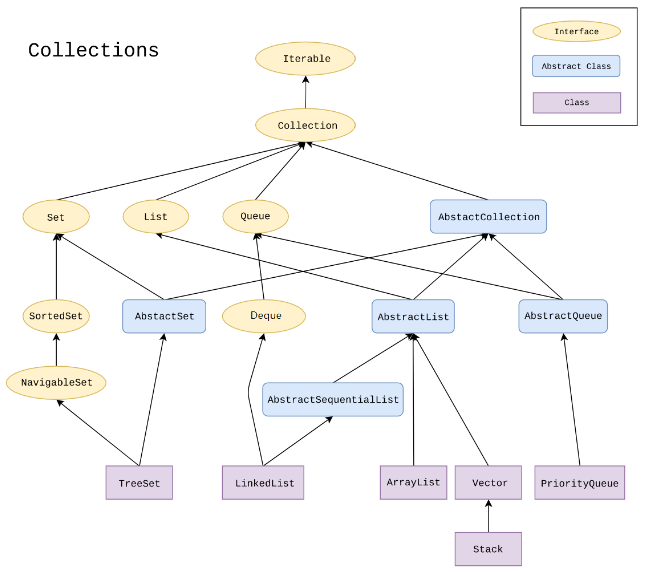 Collections
Interface
Abstract Class
Class
Iterable
Collection
Set
List
Queue
AbstactCollection
SortedSet
AbstactSet
Deque
AbstractList
AbstractQueue
NavigableSet
AbstractSequentialList
TreeSet
LinkedList
ArrayList
Vector
PriorityQueue
Stack